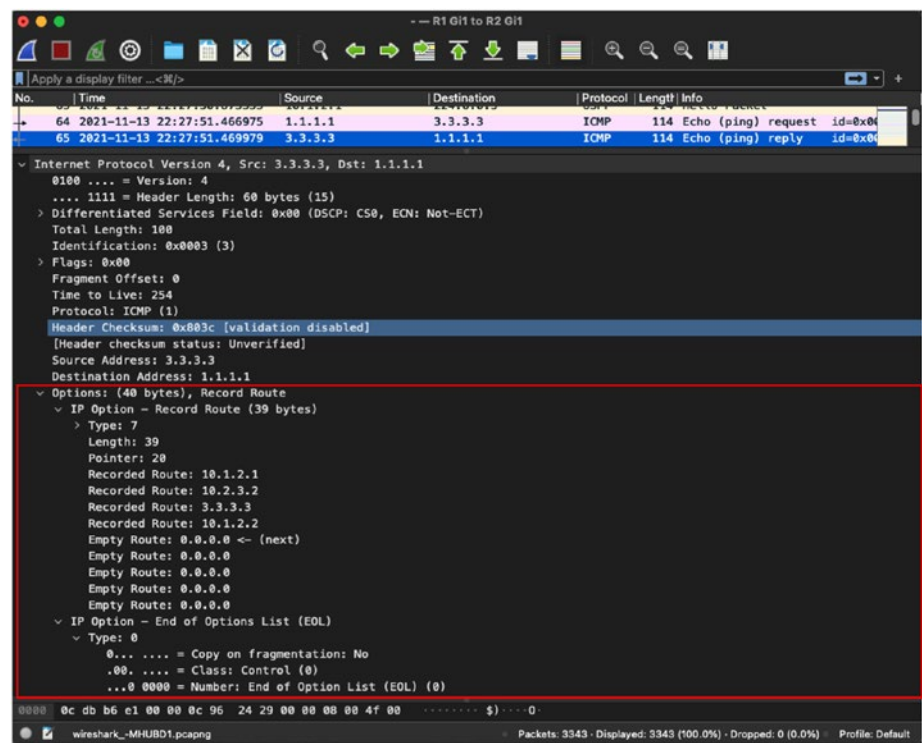 - — R1 Gi1 to R2 Gi1
Apply a display filter ...<⌘/>
No. Time Source Destination Protocol Length Info
64 2021-11-13 22:27:51.466975 1.1.1.1 3.3.3.3 ICMP 114 Echo (ping) request id=0x00
65 2021-11-13 22:27:51.469979 3.3.3.3 1.1.1.1 ICMP 114 Echo (ping) reply id=0x00
Internet Protocol Version 4, Src: 3.3.3.3, Dst: 1.1.1.1
0100 .... = Version: 4
.... 1111 = Header Length: 60 bytes (15)
Differentiated Services Field: 0x00 (DSCP: CS0, ECN: Not-ECT)
Total Length: 100
Identification: 0x0003 (3)
Flags: 0x00
Fragment Offset: 0
Time to Live: 254
Protocol: ICMP (1)
Header Checksum: 0x803c [validation disabled]
[Header checksum status: Unverified]
Source Address: 3.3.3.3
Destination Address: 1.1.1.1
Options: (40 bytes), Record Route
IP Option – Record Route (39 bytes)
Type: 7
Length: 39
Pointer: 20
Recorded Route: 10.1.2.1
Recorded Route: 10.2.3.2
Recorded Route: 3.3.3.3
Recorded Route: 10.1.2.2
Empty Route: 0.0.0.0 <- (next)
Empty Route: 0.0.0.0
Empty Route: 0.0.0.0
Empty Route: 0.0.0.0
Empty Route: 0.0.0.0
IP Option – End of Options List (EOL)
Type: 0
0... .... = Copy on fragmentation: No
.00. .... = Class: Control (0)
...0 0000 = Number: End of Option List (EOL) (0)
0000 0c db b6 e1 00 00 0c 96 24 29 00 00 08 00 4f 00 ········ $)····O·
wireshark_-MHUBD1.pcapng Packets: 3343 · Displayed: 3343 (100.0%) · Dropped: 0 (0.0%) Profile: Default